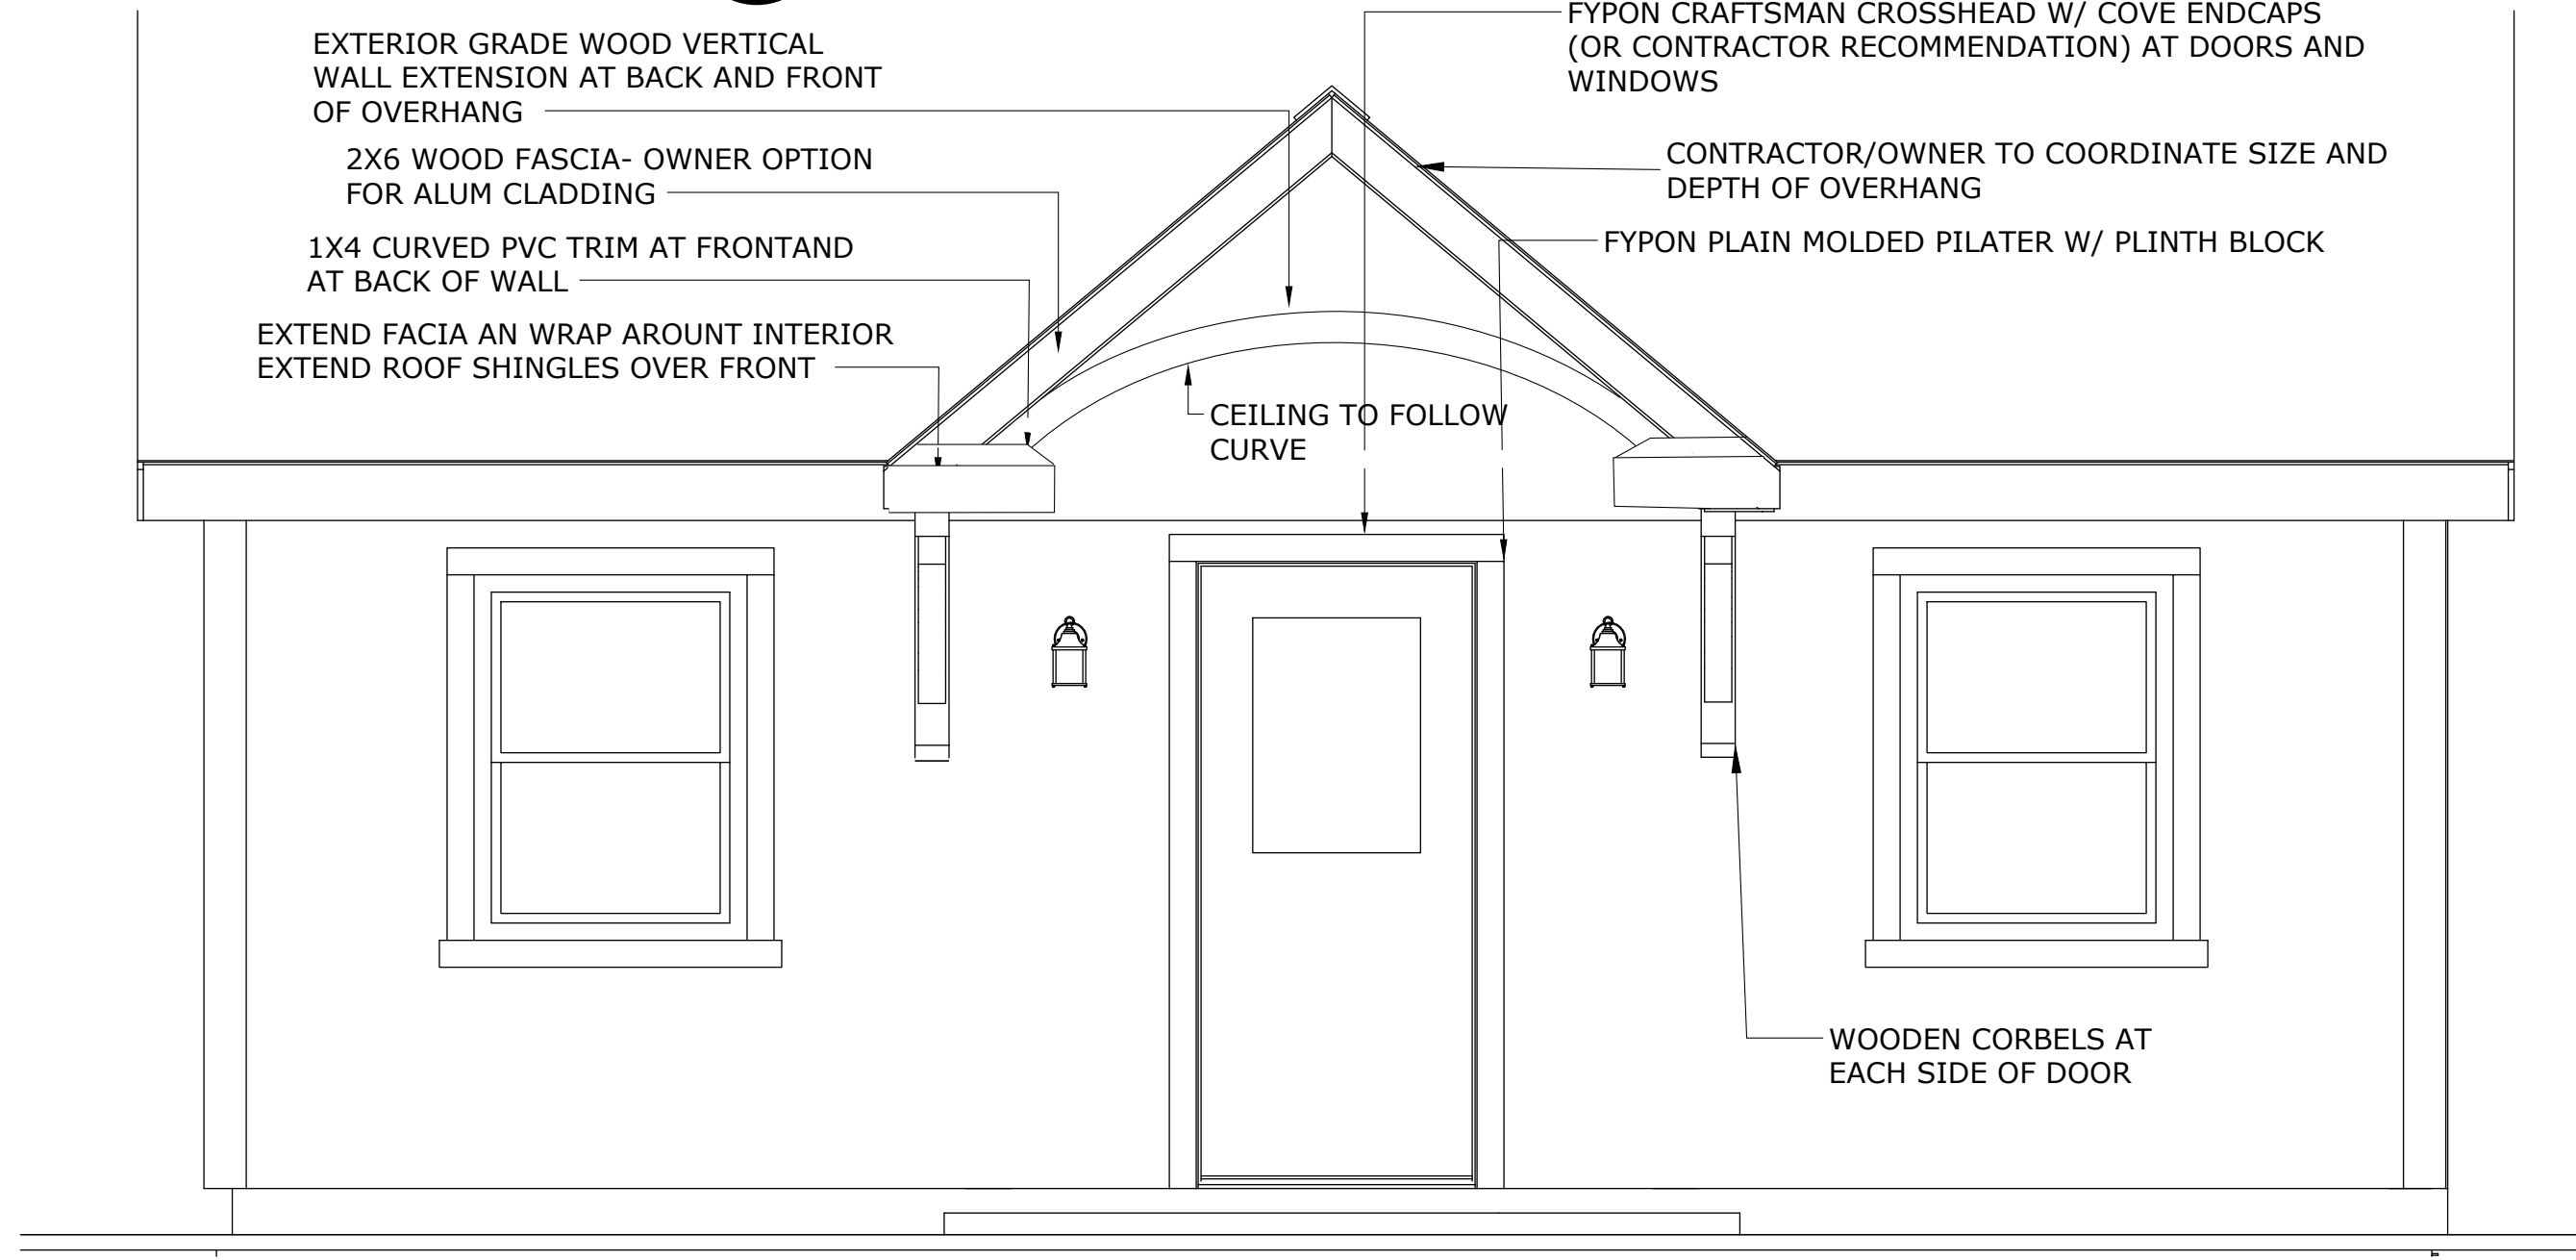 EXTERIOR GRADE WOOD VERTICAL
WALL EXTENSION AT BACK AND FRONT
OF OVERHANG
2X6 WOOD FASCIA- OWNER OPTION
FOR ALUM CLADDING
1X4 CURVED PVC TRIM AT FRONTAND
AT BACK OF WALL
EXTEND FACIA AN WRAP AROUNT INTERIOR
EXTEND ROOF SHINGLES OVER FRONT
FYPON CRAFTSMAN CROSSHEAD W/ COVE ENDCAPS
(OR CONTRACTOR RECOMMENDATION) AT DOORS AND
WINDOWS
CONTRACTOR/OWNER TO COORDINATE SIZE AND
DEPTH OF OVERHANG
FYPON PLAIN MOLDED PILATER W/ PLINTH BLOCK
CEILING TO FOLLOW
CURVE
WOODEN CORBELS AT
EACH SIDE OF DOOR